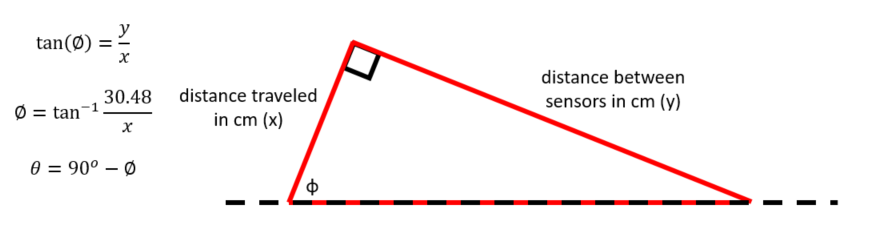 tan(∅) = y/x
∅ = tan⁻¹ 30.48/x
θ = 90° − ∅
distance traveled
in cm (x)
distance between
sensors in cm (y)
ϕ